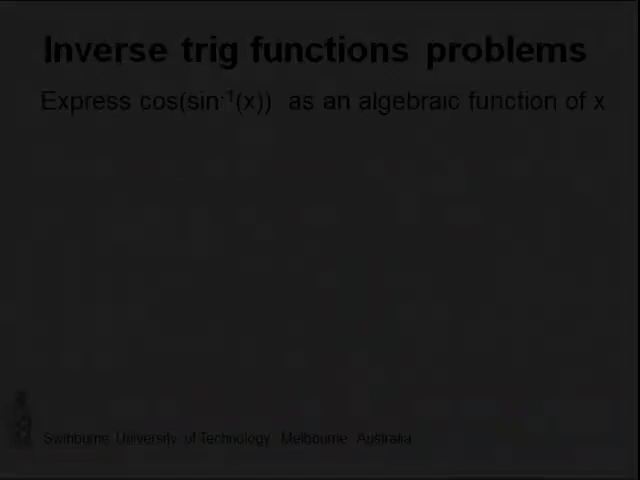 Inverse trig functions problems
Express cos(sin⁻¹(x)) as an algebraic function of x
Swinburne University of Technology Melbourne Australia